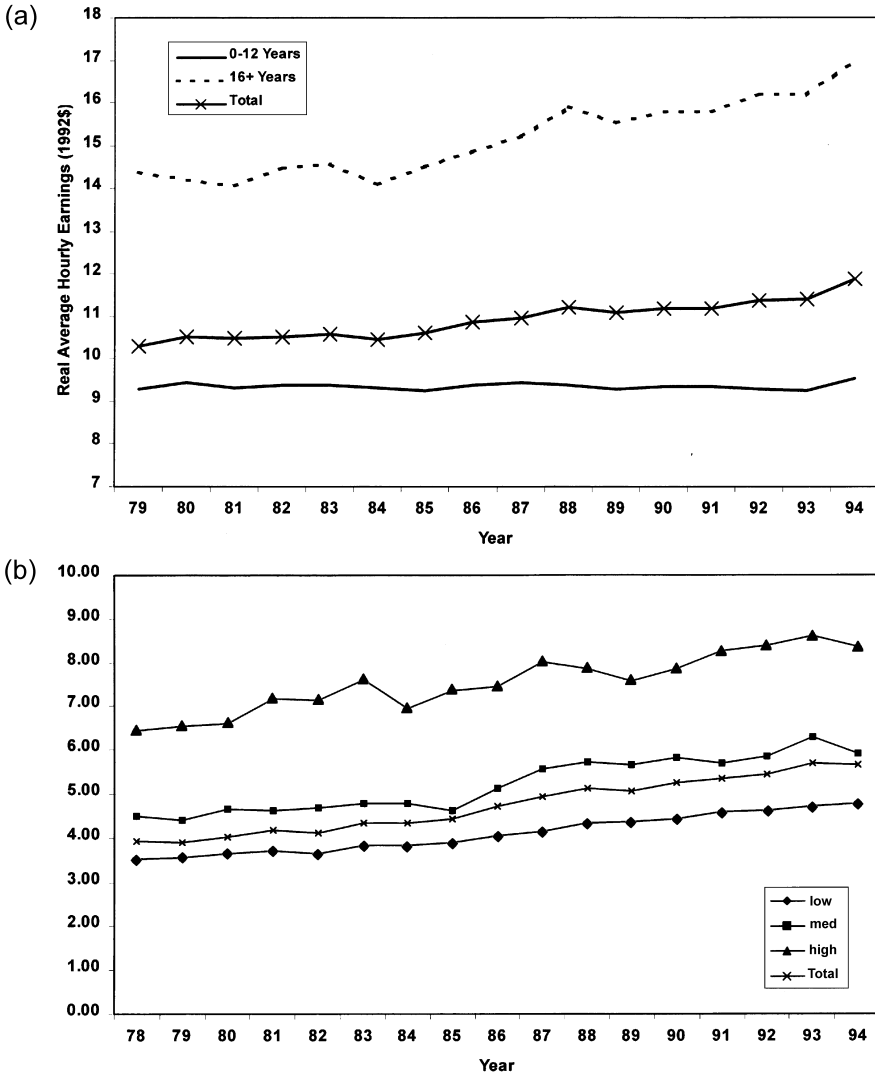 (a)
18
17
16
15
14
13
12
11
10
9
8
7
Real Average Hourly Earnings (1992$)
0-12 Years
16+ Years
Total
79 80 81 82 83 84 85 86 87 88 89 90 91 92 93 94
Year
(b)
10.00
9.00
8.00
7.00
6.00
5.00
4.00
3.00
2.00
1.00
0.00
low
med
high
Total
78 79 80 81 82 83 84 85 86 87 88 89 90 91 92 93 94
Year